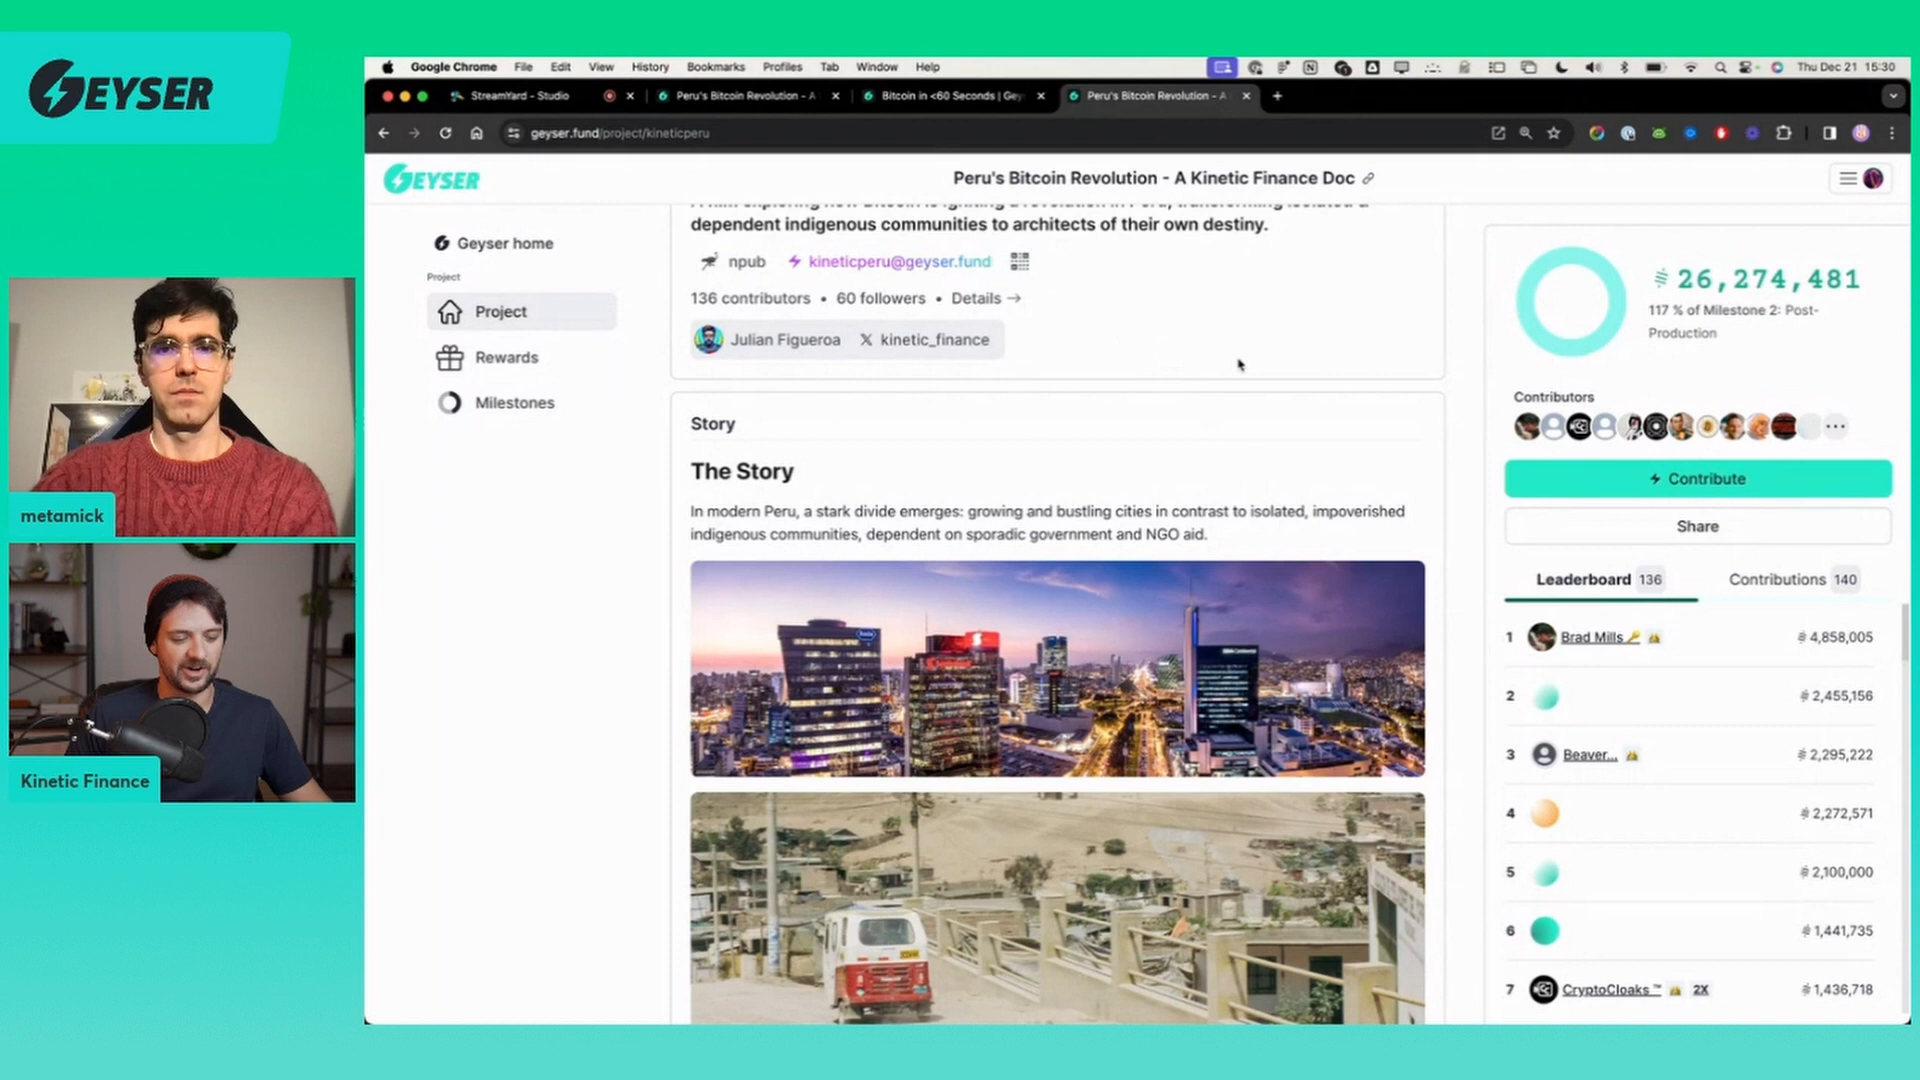 GEYSER
Google Chrome File Edit View History Bookmarks Profiles Tab Window Help
Thu Dec 21 15:30
StreamYard - Studio
Peru's Bitcoin Revolution - A
Bitcoin in <60 Seconds | Gey
Peru's Bitcoin Revolution - A
geyser.fund/project/kineticperu
GEYSER
Peru's Bitcoin Revolution - A Kinetic Finance Doc
dependent indigenous communities to architects of their own destiny.
Geyser home
Project
Project
Rewards
Milestones
npub kineticperu@geyser.fund
136 contributors • 60 followers • Details →
Julian Figueroa X kinetic_finance
Story
The Story
In modern Peru, a stark divide emerges: growing and bustling cities in contrast to isolated, impoverished
indigenous communities, dependent on sporadic government and NGO aid.
26,274,481
117 % of Milestone 2: Post-
Production
Contributors
Contribute
Share
Leaderboard 136 Contributions 140
1 Brad Mills 4,858,005
2 2,455,156
3 Beaver... 2,295,222
4 2,272,571
5 2,100,000
6 1,441,735
7 CryptoCloaks ™ 2X 1,436,718
metamick
Kinetic Finance